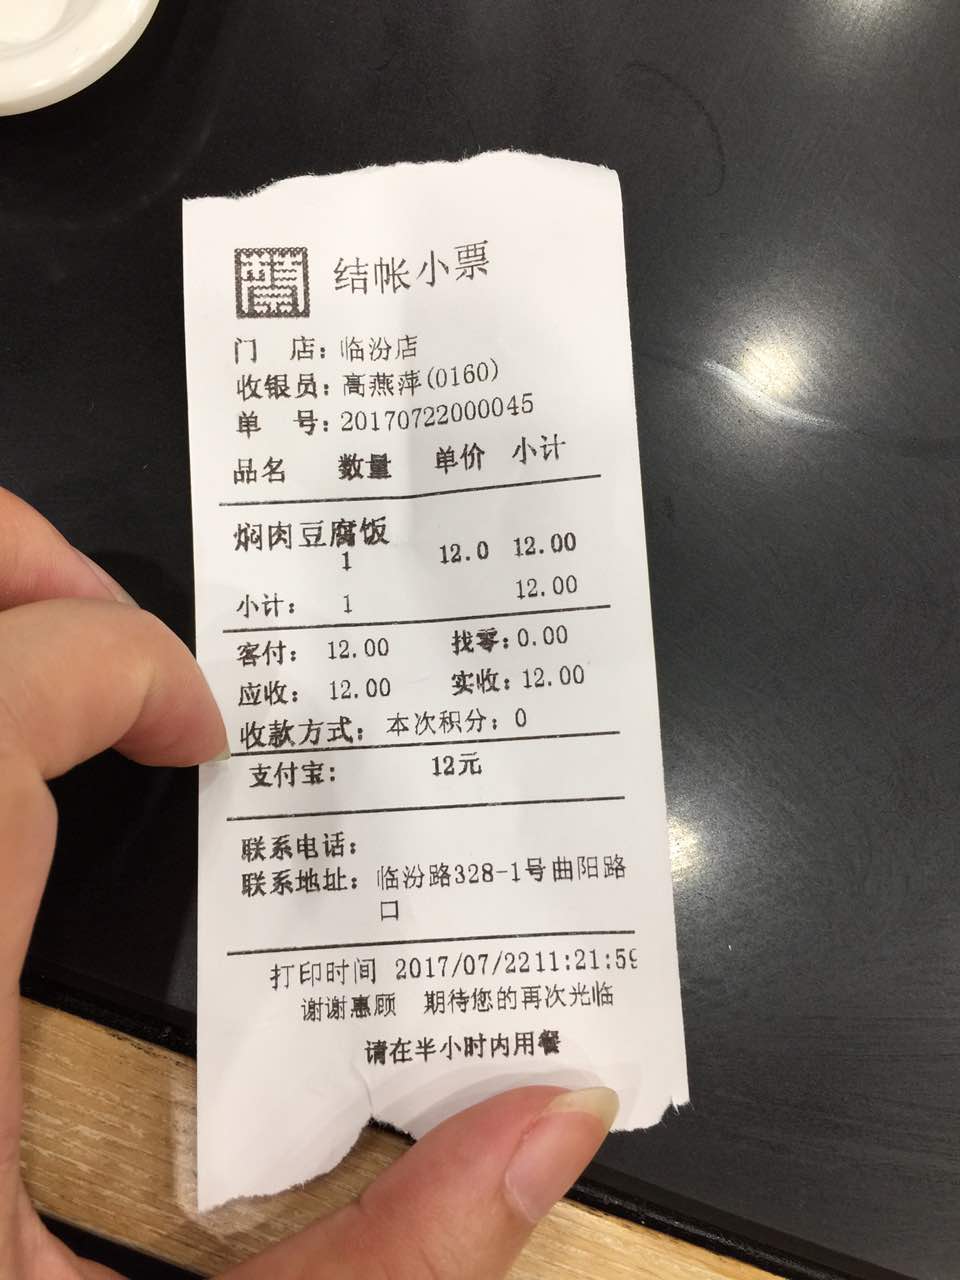 结帐小票
门 店：临汾店
收银员：高燕萍(0160)
单 号：20170722000045
品名 数量 单价 小计
焖肉豆腐饭
1 12.0 12.00
小计： 1 12.00
客付： 12.00 找零：0.00
应收： 12.00 实收：12.00
收款方式： 本次积分：0
支付宝： 12元
联系电话：
联系地址： 临汾路328-1号曲阳路
口
打印时间 2017/07/2211:21:59
谢谢惠顾 期待您的再次光临
请在半小时内用餐